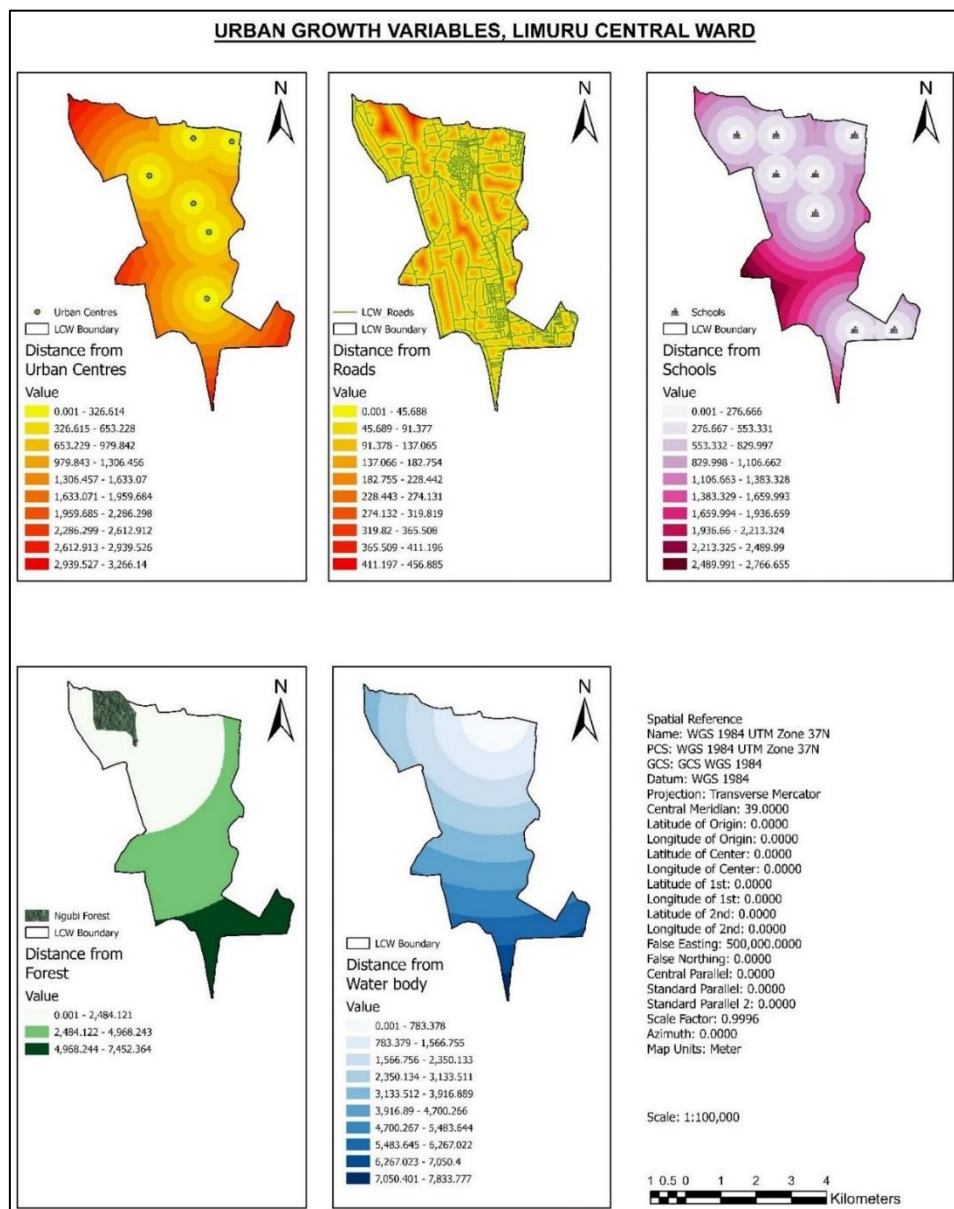 URBAN GROWTH VARIABLES, LIMURU CENTRAL WARD
N
Urban Centres
LCW Boundary
Distance from
Urban Centres
Value
0.001 - 326.614
326.615 - 653.228
653.229 - 979.842
979.843 - 1,306.456
1,306.457 - 1,633.07
1,633.071 - 1,959.684
1,959.685 - 2,286.298
2,286.299 - 2,612.912
2,612.913 - 2,939.526
2,939.527 - 3,266.14
N
LCW Roads
LCW Boundary
Distance from
Roads
Value
0.001 - 45.688
45.689 - 91.377
91.378 - 137.065
137.066 - 182.754
182.755 - 228.442
228.443 - 274.131
274.132 - 319.819
319.82 - 365.508
365.509 - 411.196
411.197 - 456.885
N
Schools
LCW Boundary
Distance from
Schools
Value
0.001 - 276.666
276.667 - 553.331
553.332 - 829.997
829.998 - 1,106.662
1,106.663 - 1,383.328
1,383.329 - 1,659.993
1,659.994 - 1,936.659
1,936.66 - 2,213.324
2,213.325 - 2,489.99
2,489.991 - 2,766.655
N
Ngubi Forest
LCW Boundary
Distance from
Forest
Value
0.001 - 2,484.121
2,484.122 - 4,968.243
4,968.244 - 7,452.364
N
LCW Boundary
Distance from
Water body
Value
0.001 - 783.378
783.379 - 1,566.755
1,566.756 - 2,350.133
2,350.134 - 3,133.511
3,133.512 - 3,916.889
3,916.89 - 4,700.266
4,700.267 - 5,483.644
5,483.645 - 6,267.022
6,267.023 - 7,050.4
7,050.401 - 7,833.777
Spatial Reference
Name: WGS 1984 UTM Zone 37N
PCS: WGS 1984 UTM Zone 37N
GCS: GCS WGS 1984
Datum: WGS 1984
Projection: Transverse Mercator
Central Meridian: 39.0000
Latitude of Origin: 0.0000
Longitude of Origin: 0.0000
Latitude of Center: 0.0000
Longitude of Center: 0.0000
Latitude of 1st: 0.0000
Longitude of 1st: 0.0000
Latitude of 2nd: 0.0000
Longitude of 2nd: 0.0000
False Easting: 500,000.0000
False Northing: 0.0000
Central Parallel: 0.0000
Standard Parallel: 0.0000
Standard Parallel 2: 0.0000
Scale Factor: 0.9996
Azimuth: 0.0000
Map Units: Meter
Scale: 1:100,000
1 0.5 0 1 2 3 4
Kilometers